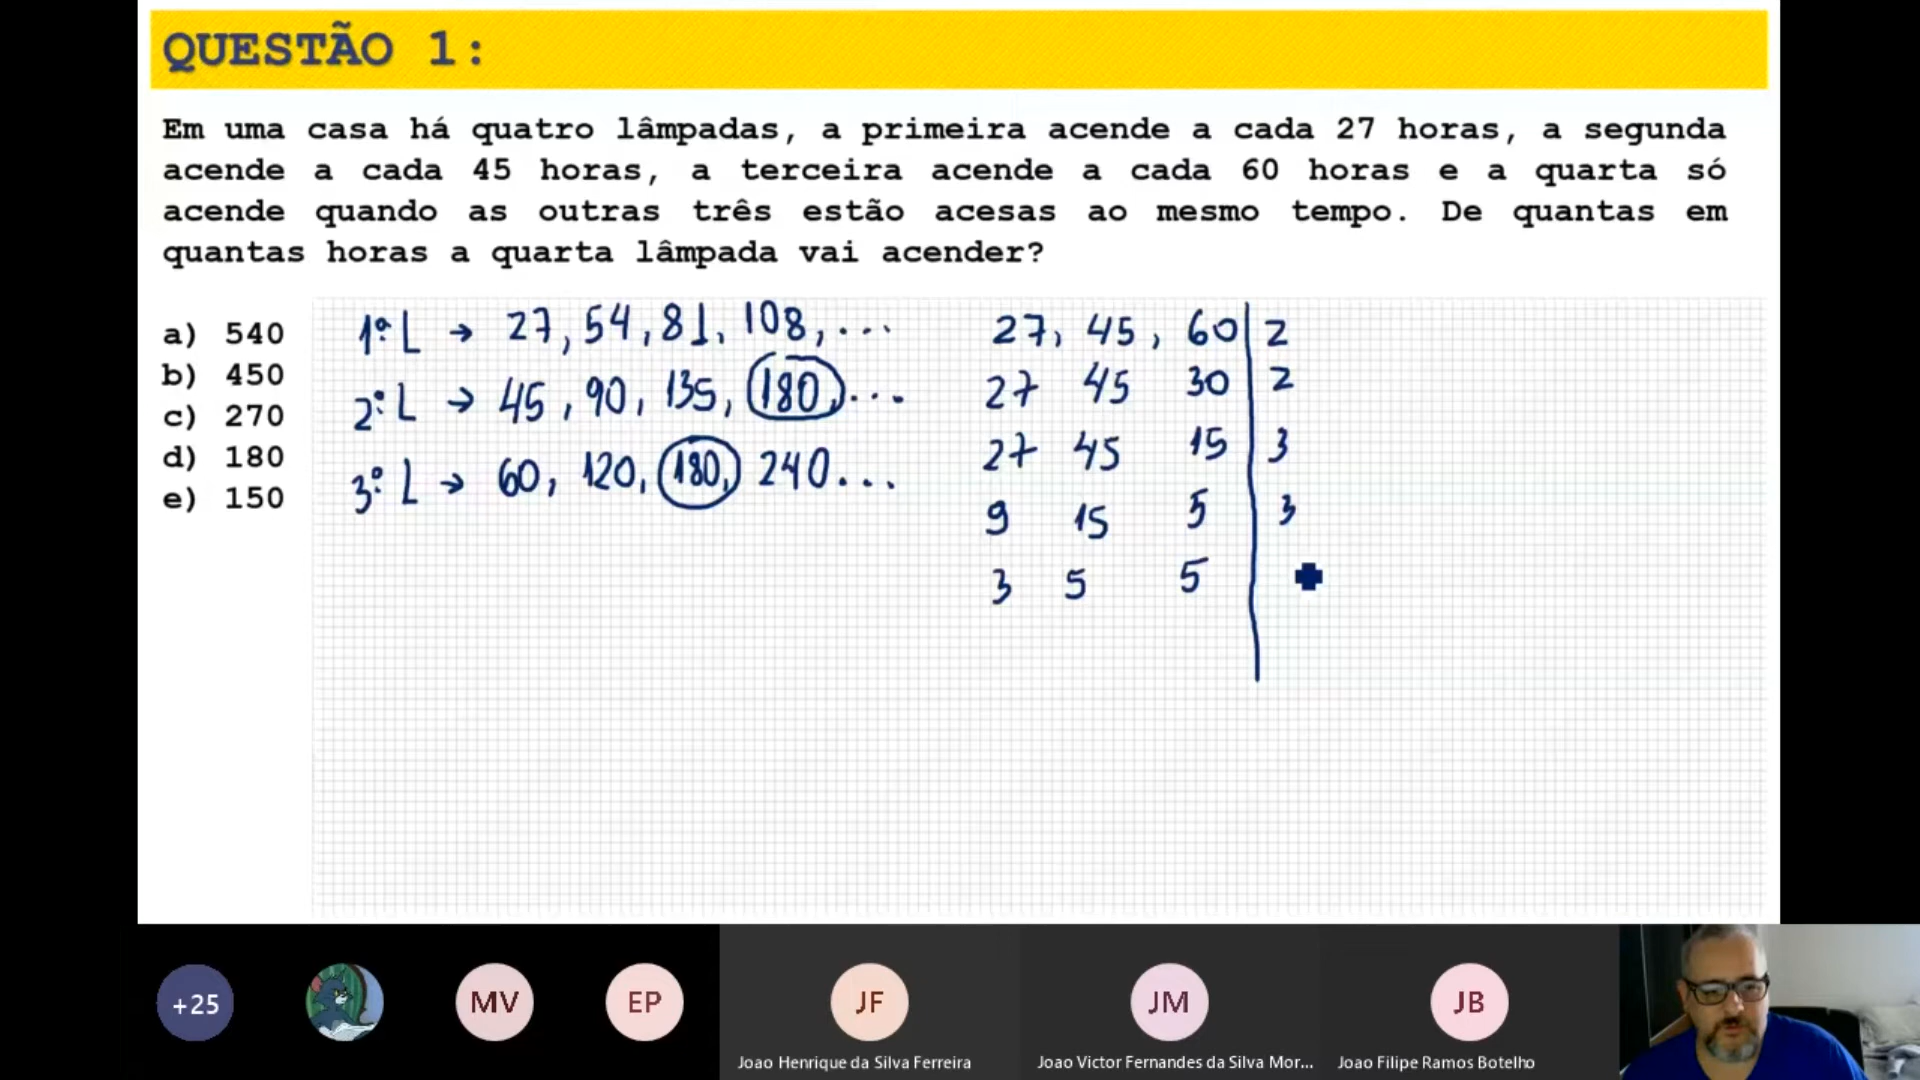 QUESTÃO 1:
Em uma casa há quatro lâmpadas, a primeira acende a cada 27 horas, a segunda
acende a cada 45 horas, a terceira acende a cada 60 horas e a quarta só
acende quando as outras três estão acesas ao mesmo tempo. De quantas em
quantas horas a quarta lâmpada vai acender?
a) 540
b) 450
c) 270
d) 180
e) 150
1ª L → 27, 54, 81, 108, ...
2ª L → 45, 90, 135, 180, ...
3ª L → 60, 120, 180, 240...
27, 45, 60 | 2
27 45 30 | 2
27 45 15 | 3
9 15 5 | 3
3 5 5
+25
MV
EP
JF
JM
JB
Joao Henrique da Silva Ferreira
Joao Victor Fernandes da Silva Mor...
Joao Filipe Ramos Botelho